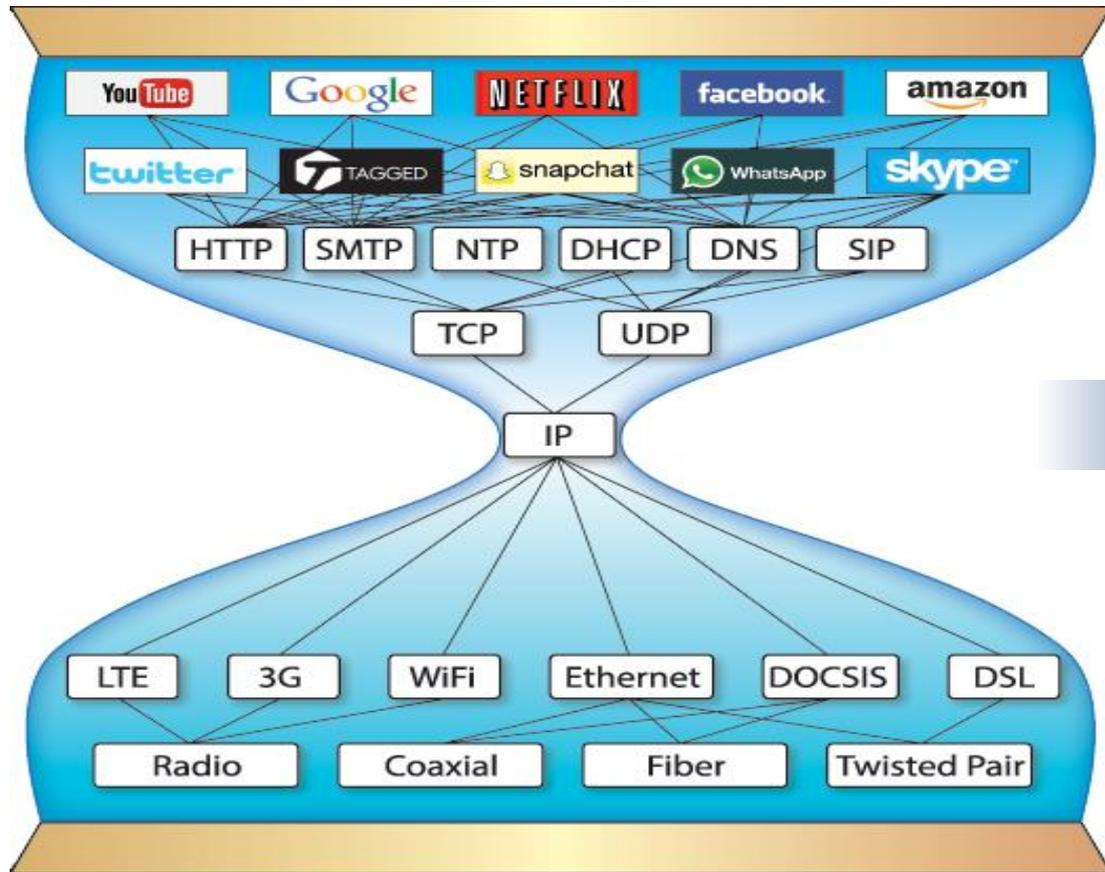 YouTube Google NETFLIX facebook. amazon
twitter TAGGED snapchat WhatsApp skype™
HTTP SMTP NTP DHCP DNS SIP
TCP UDP
IP
LTE 3G WiFi Ethernet DOCSIS DSL
Radio Coaxial Fiber Twisted Pair